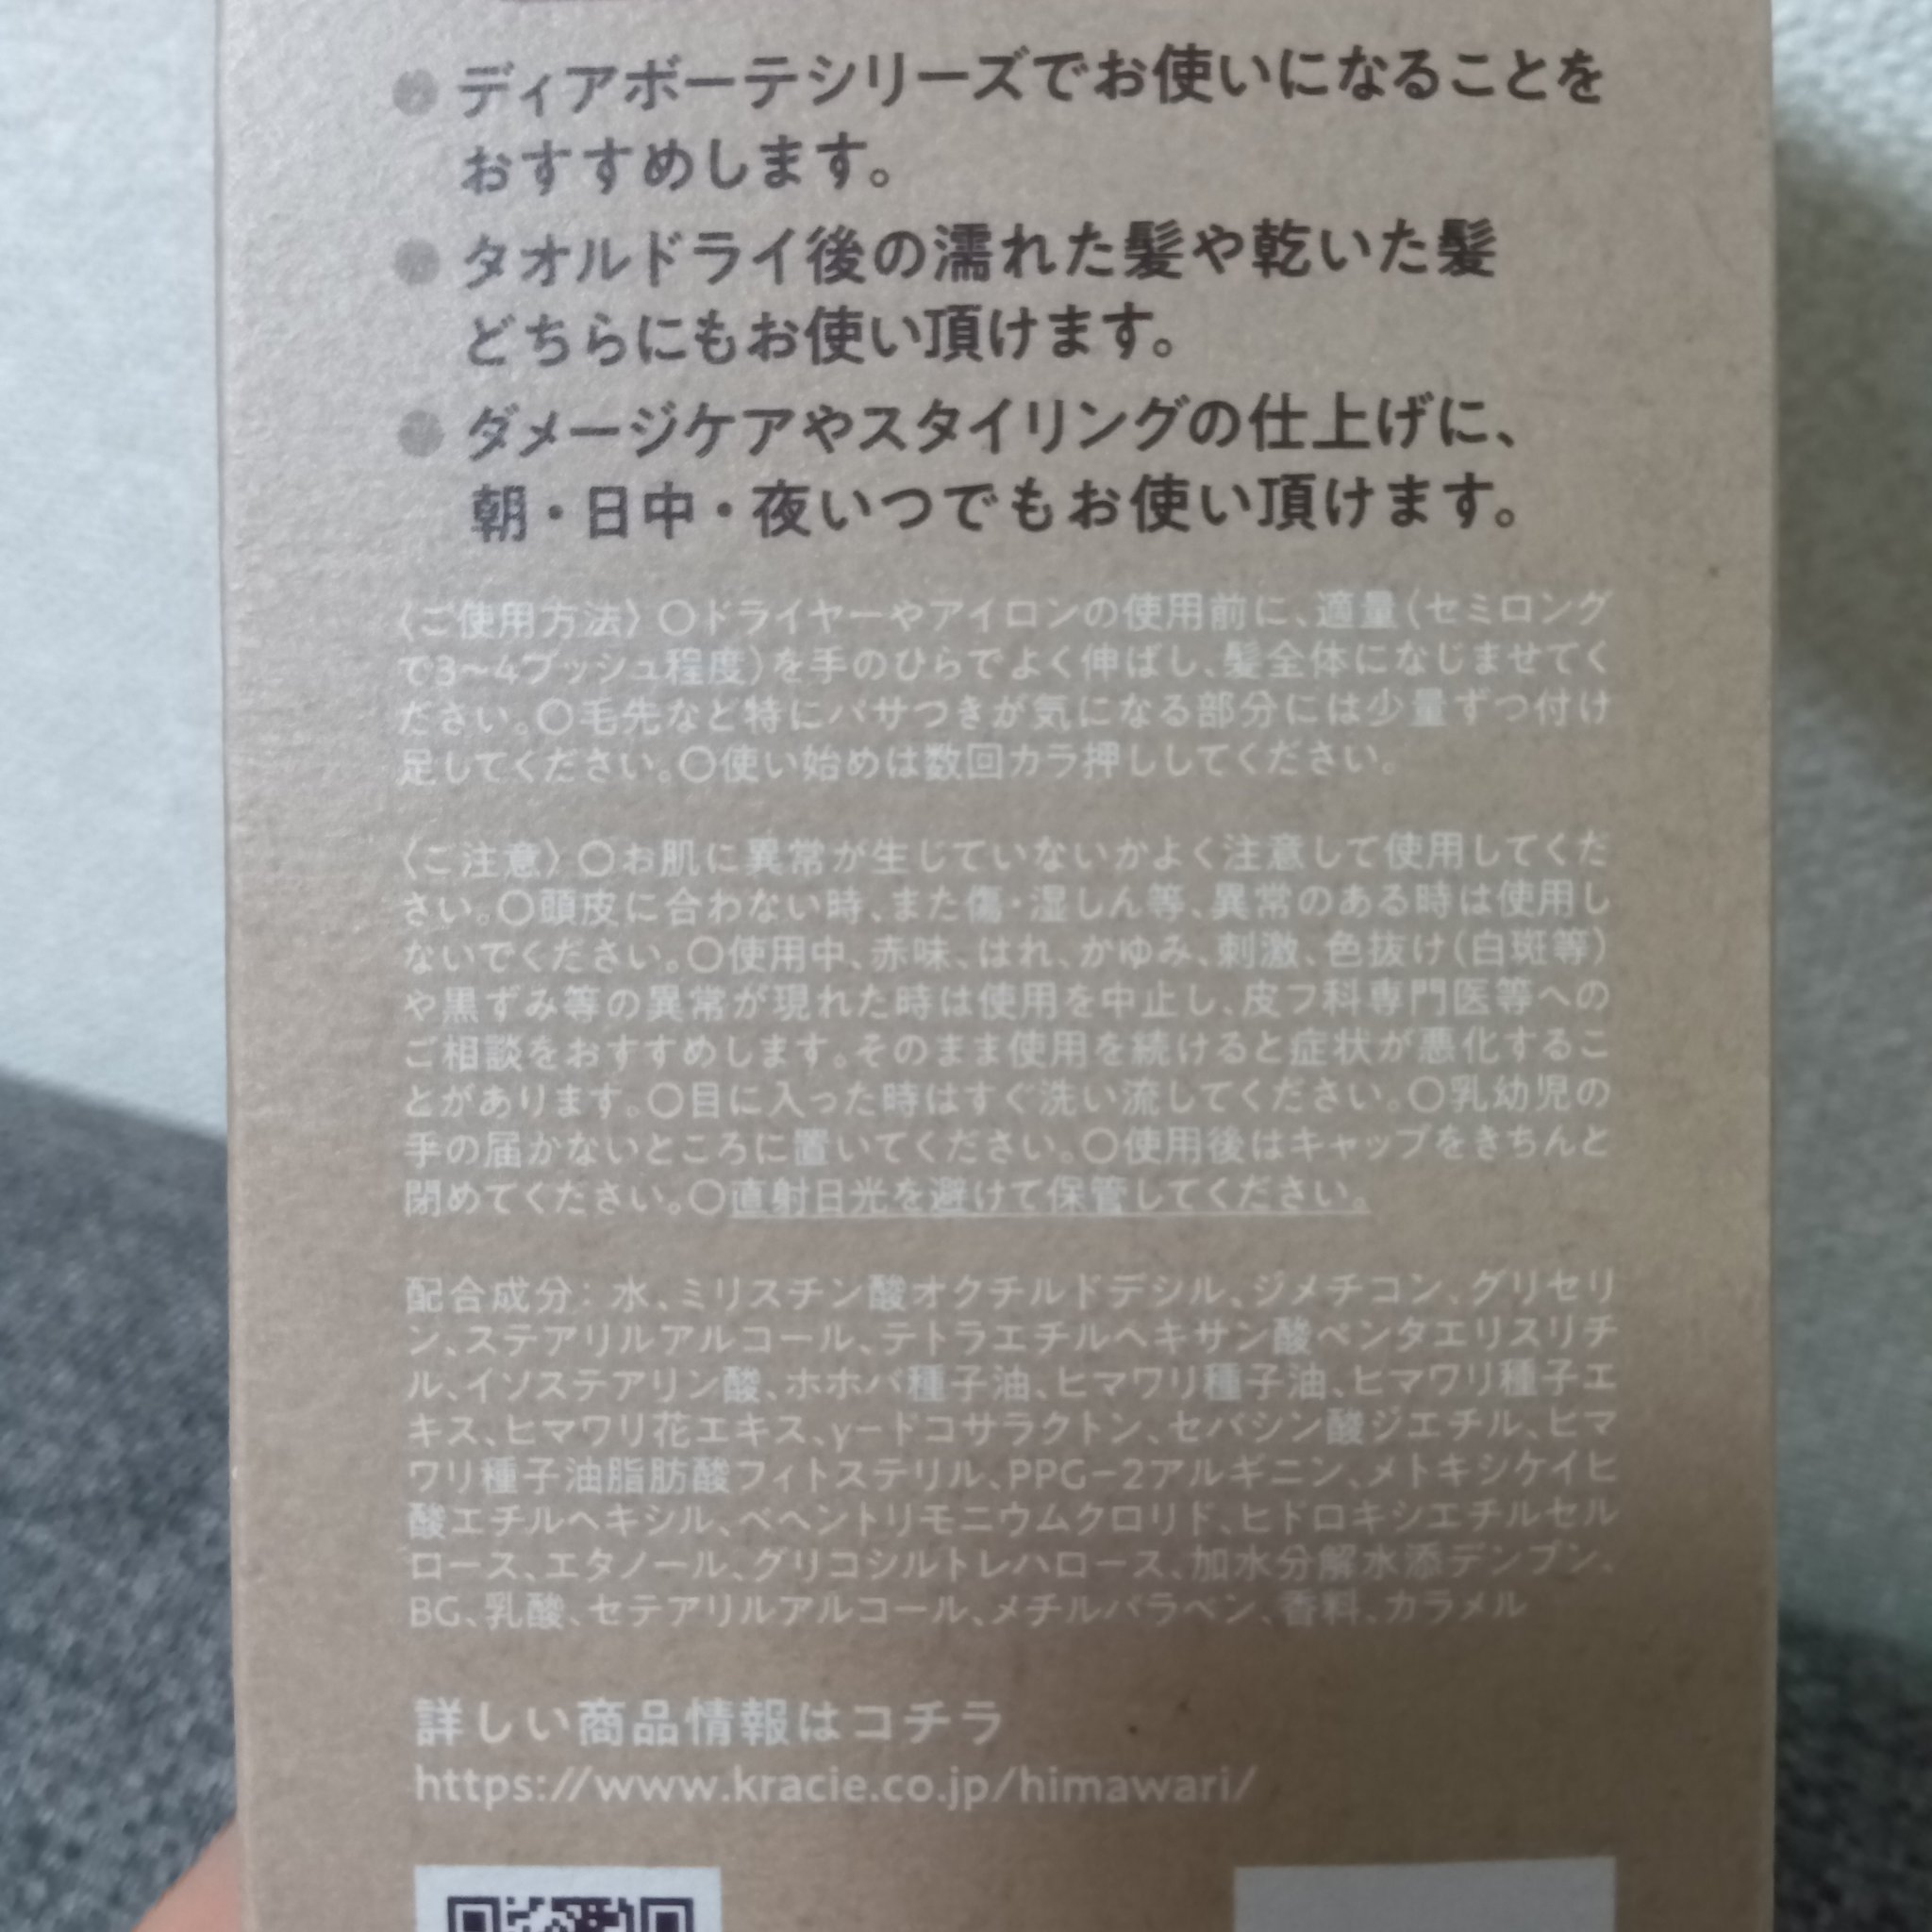 ●ディアボーテシリーズでお使いになることを
おすすめします。
●タオルドライ後の濡れた髪や乾いた髪
どちらにもお使い頂けます。
●ダメージケアやスタイリングの仕上げに、
朝・日中・夜いつでもお使い頂けます。
〈ご使用方法〉○ドライヤーやアイロンの使用前に、適量(セミロング
で3〜4プッシュ程度)を手のひらでよく伸ばし、髪全体になじませてく
ださい。○毛先など特にパサつきが気になる部分には少量ずつ付け
足してください。○使い始めは数回カラ押ししてください。
〈ご注意〉○お肌に異常が生じていないかよく注意して使用してくだ
さい。○頭皮に合わない時、また傷・湿しん等、異常のある時は使用し
ないでください。○使用中、赤味、はれ、かゆみ、刺激、色抜け(白斑等)
や黒ずみ等の異常が現れた時は使用を中止し、皮フ科専門医等への
ご相談をおすすめします。そのまま使用を続けると症状が悪化するこ
とがあります。○目に入った時はすぐ洗い流してください。○乳幼児の
手の届かないところに置いてください。○使用後はキャップをきちんと
閉めてください。○直射日光を避けて保管してください。
配合成分：水、ミリスチン酸オクチルドデシル、ジメチコン、グリセリ
ン、ステアリルアルコール、テトラエチルヘキサン酸ペンタエリスリチ
ル、イソステアリン酸、ホホバ種子油、ヒマワリ種子油、ヒマワリ種子エ
キス、ヒマワリ花エキス、γ-ドコサラクトン、セバシン酸ジエチル、ヒマ
ワリ種子油脂肪酸フィトステリル、PPG-2アルギニン、メトキシケイヒ
酸エチルヘキシル、ベヘントリモニウムクロリド、ヒドロキシエチルセル
ロース、エタノール、グリコシルトレハロース、加水分解水添デンプン、
BG、乳酸、セテアリルアルコール、メチルパラベン、香料、カラメル
詳しい商品情報はコチラ
https://www.kracie.co.jp/himawari/